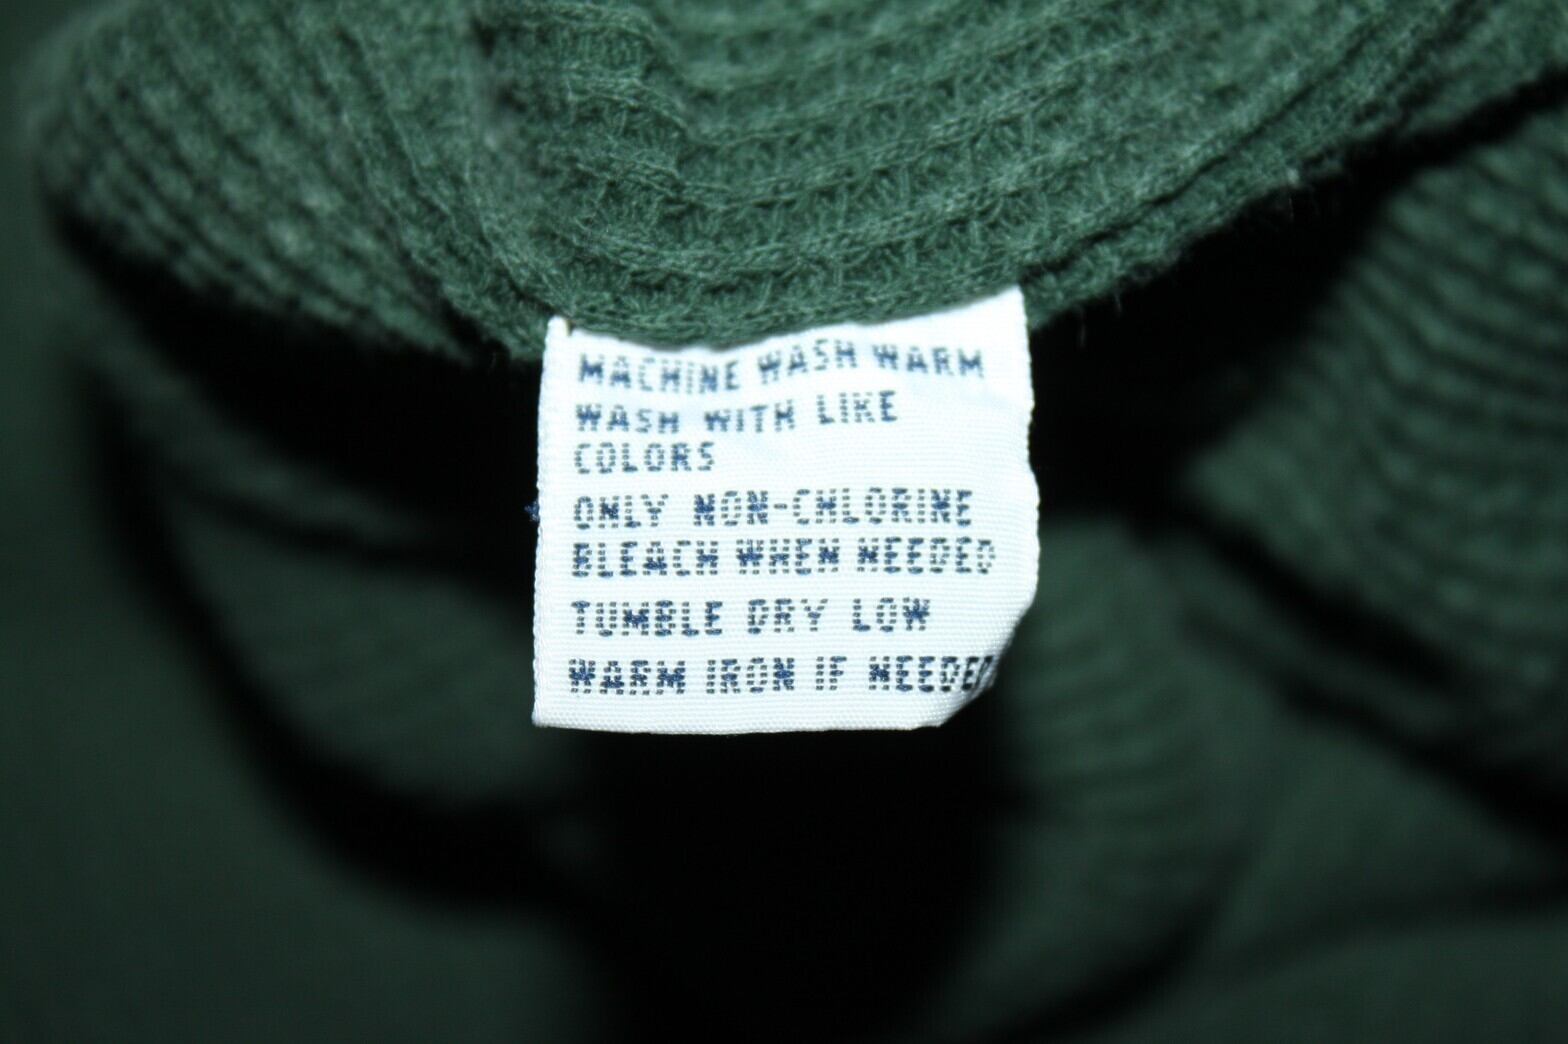 MACHINE WASH WARM
WASH WITH LIKE
COLORS
ONLY NON-CHLORINE
BLEACH WHEN NEEDED
TUMBLE DRY LOW
WARM IRON IF NEEDED